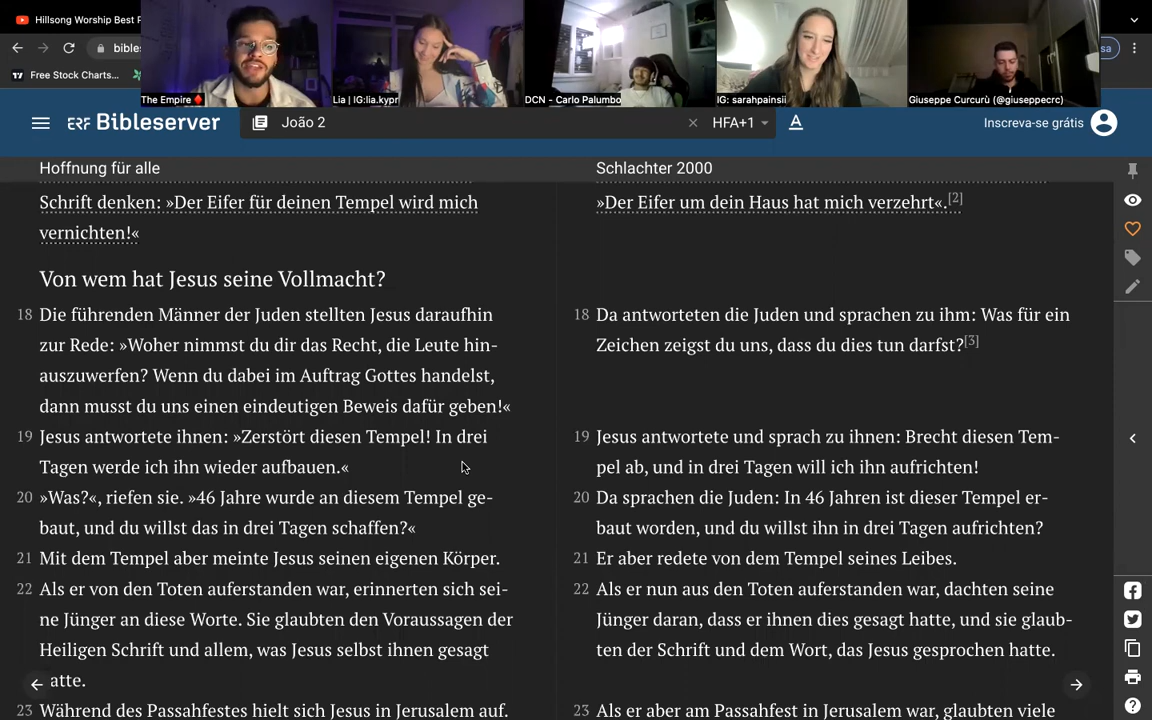 Hillsong Worship Best P
bibles
Free Stock Charts...
The Empire
Lia | IG:lia.kypr
DCN - Carlo Palumbo
IG: sarahpainsii
Giuseppe Curcurù (@giuseppecrc)
sa
ERF Bibleserver
João 2
HFA+1
A
Inscreva-se grátis
Hoffnung für alle
Schrift denken: »Der Eifer für deinen Tempel wird mich
vernichten!«
Von wem hat Jesus seine Vollmacht?
18 Die führenden Männer der Juden stellten Jesus daraufhin
zur Rede: »Woher nimmst du dir das Recht, die Leute hin-
auszuwerfen? Wenn du dabei im Auftrag Gottes handelst,
dann musst du uns einen eindeutigen Beweis dafür geben!«
19 Jesus antwortete ihnen: »Zerstört diesen Tempel! In drei
Tagen werde ich ihn wieder aufbauen.«
20 »Was?«, riefen sie. »46 Jahre wurde an diesem Tempel ge-
baut, und du willst das in drei Tagen schaffen?«
21 Mit dem Tempel aber meinte Jesus seinen eigenen Körper.
22 Als er von den Toten auferstanden war, erinnerten sich sei-
ne Jünger an diese Worte. Sie glaubten den Voraussagen der
Heiligen Schrift und allem, was Jesus selbst ihnen gesagt
atte.
23 Während des Passahfestes hielt sich Jesus in Jerusalem auf.
Schlachter 2000
»Der Eifer um dein Haus hat mich verzehrt«.[2]
18 Da antworteten die Juden und sprachen zu ihm: Was für ein
Zeichen zeigst du uns, dass du dies tun darfst?[3]
19 Jesus antwortete und sprach zu ihnen: Brecht diesen Tem-
pel ab, und in drei Tagen will ich ihn aufrichten!
20 Da sprachen die Juden: In 46 Jahren ist dieser Tempel er-
baut worden, und du willst ihn in drei Tagen aufrichten?
21 Er aber redete von dem Tempel seines Leibes.
22 Als er nun aus den Toten auferstanden war, dachten seine
Jünger daran, dass er ihnen dies gesagt hatte, und sie glaub-
ten der Schrift und dem Wort, das Jesus gesprochen hatte.
23 Als er aber am Passahfest in Jerusalem war, glaubten viele